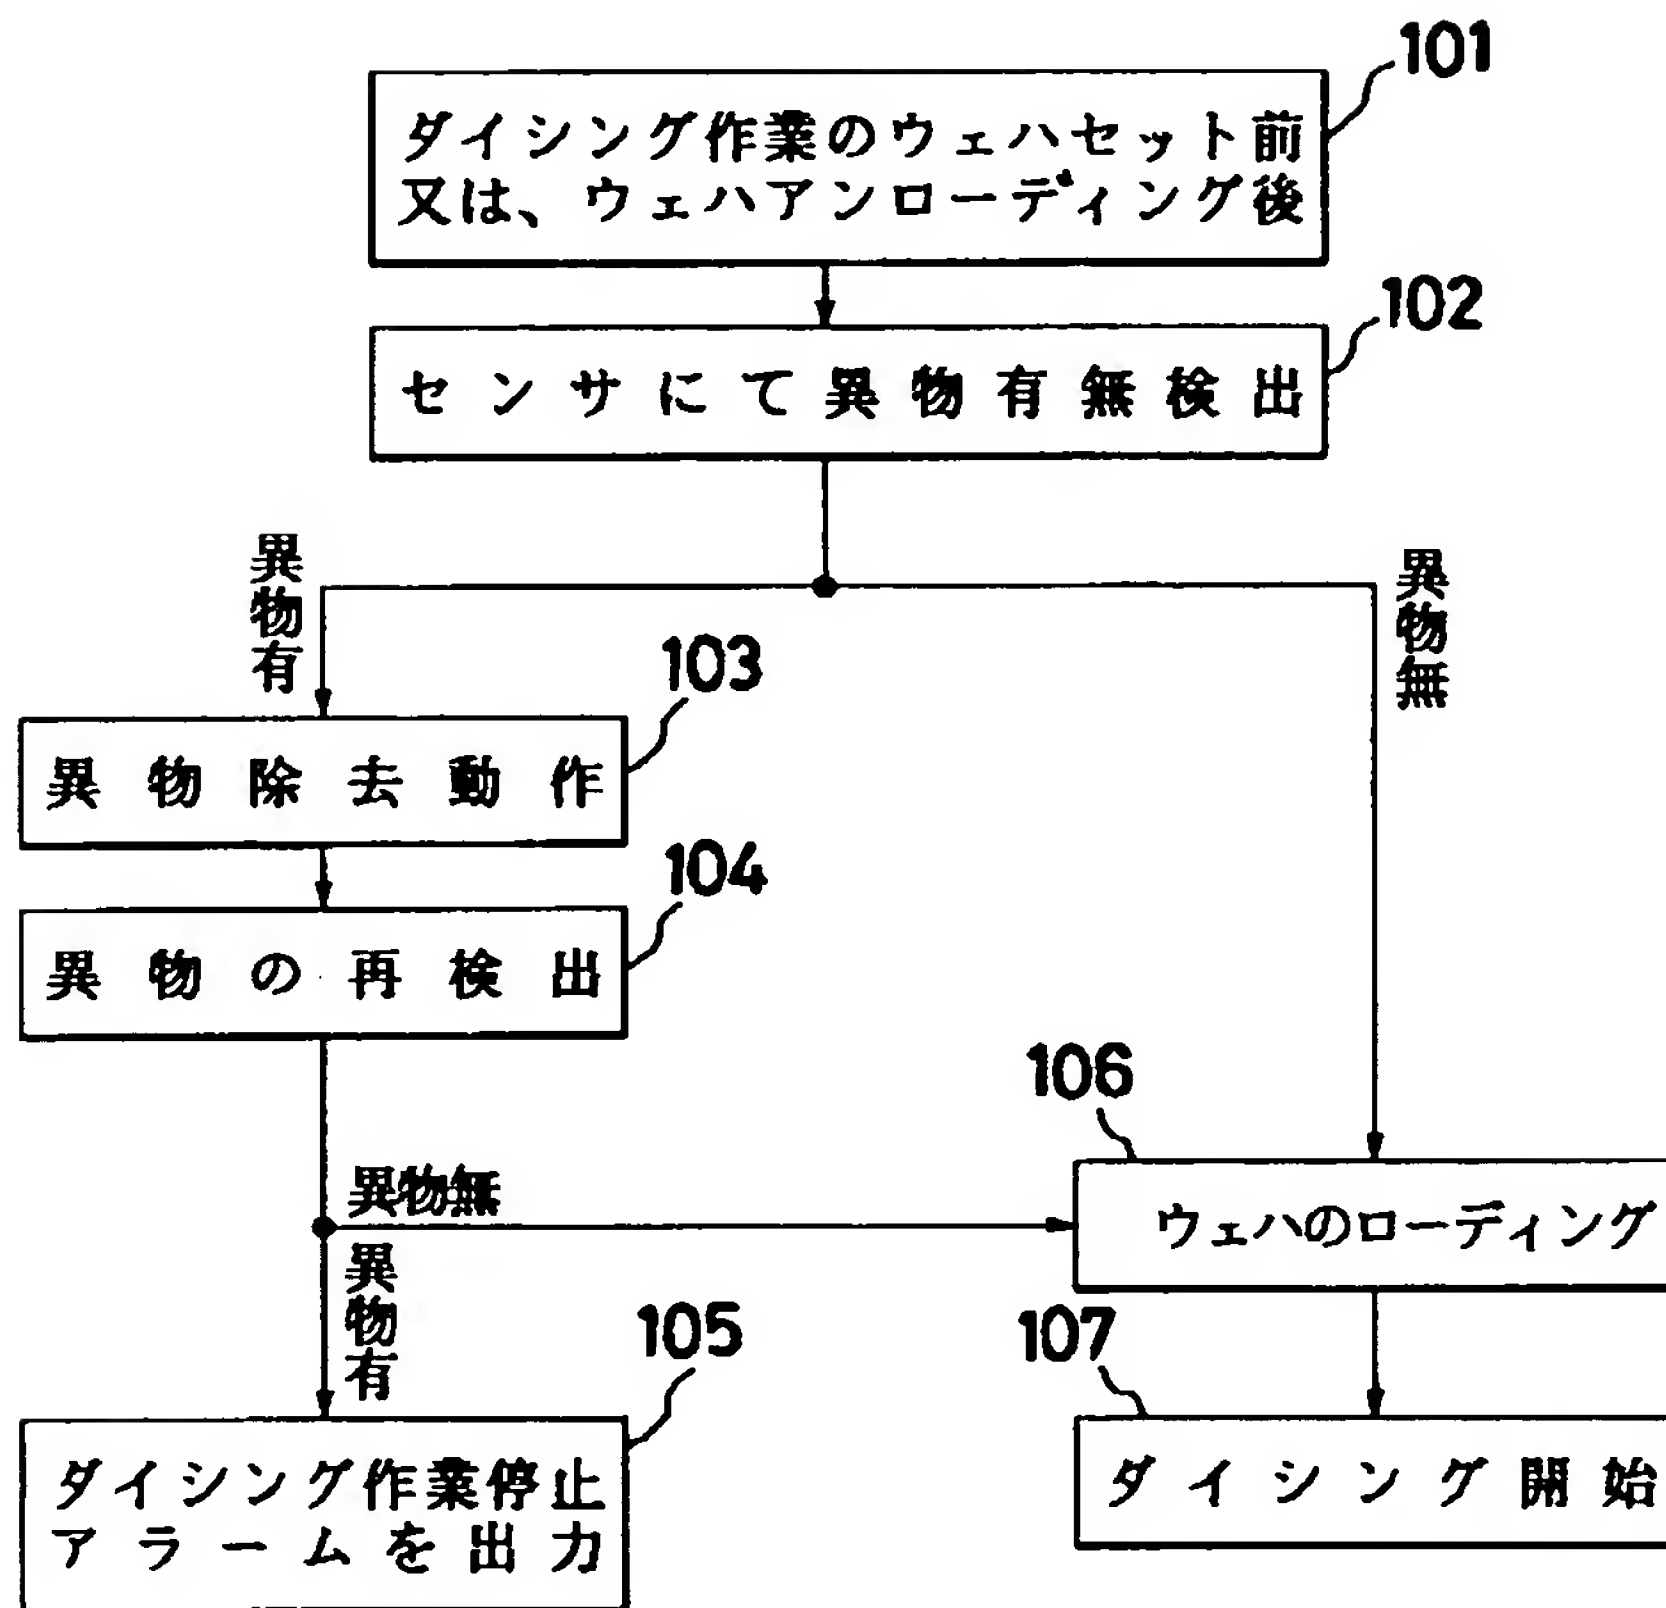 101
ダイシング作業のウェハセット前
又は、ウェハアンローディング後
102
センサにて異物有無検出
異物有
異物無
103
異物除去動作
104
異物の再検出
異物無
異物有
106
ウェハのローディング
105
ダイシング作業停止
アラームを出力
107
ダイシング開始